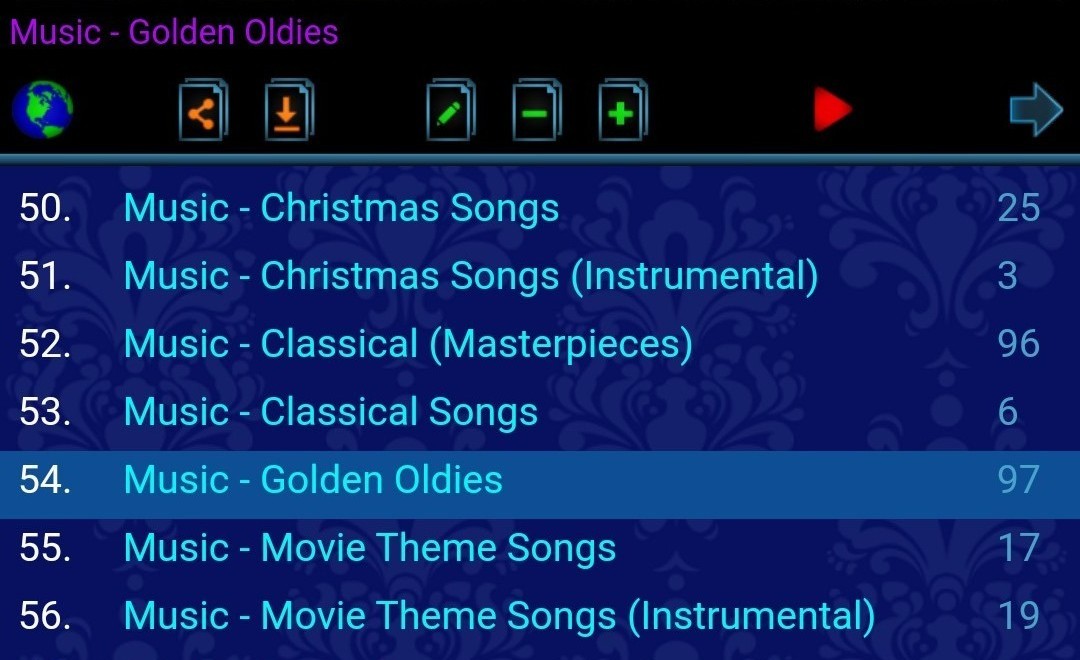 Music - Golden Oldies
50. Music - Christmas Songs 25
51. Music - Christmas Songs (Instrumental) 3
52. Music - Classical (Masterpieces) 96
53. Music - Classical Songs 6
54. Music - Golden Oldies 97
55. Music - Movie Theme Songs 17
56. Music - Movie Theme Songs (Instrumental) 19